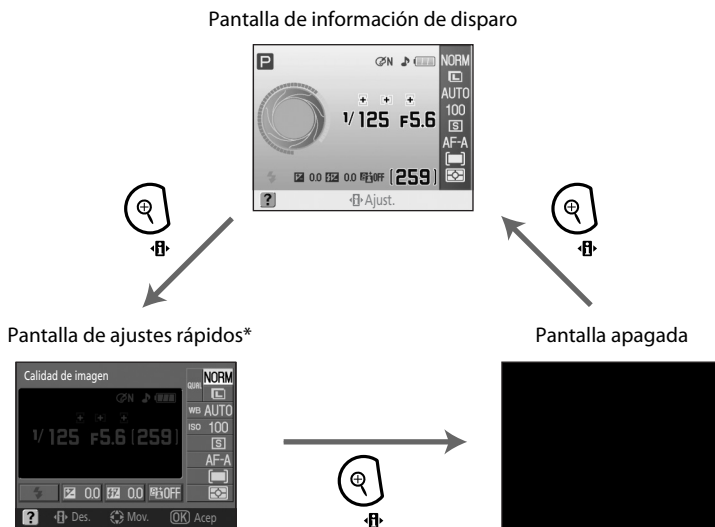 Pantalla de información de disparo
P N NORM
L
AUTO
1/125 F5.6 100
S
AF-A
0.0 0.0 OFF [259]
? i Ajust.
i
i
Pantalla de ajustes rápidos*
Pantalla apagada
Calidad de imagen
QUAL NORM
N L
WB AUTO
1/125 F5.6 [259] ISO 100
S
AF-A
0.0 0.0 OFF
? i Des. Mov. OK Acep
i